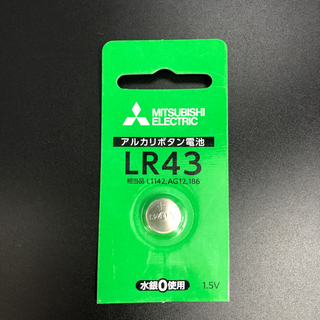 MITSUBISHI
ELECTRIC
アルカリボタン電池
LR43
相当品 L1142, AG12, 186
水銀0使用
1.5V